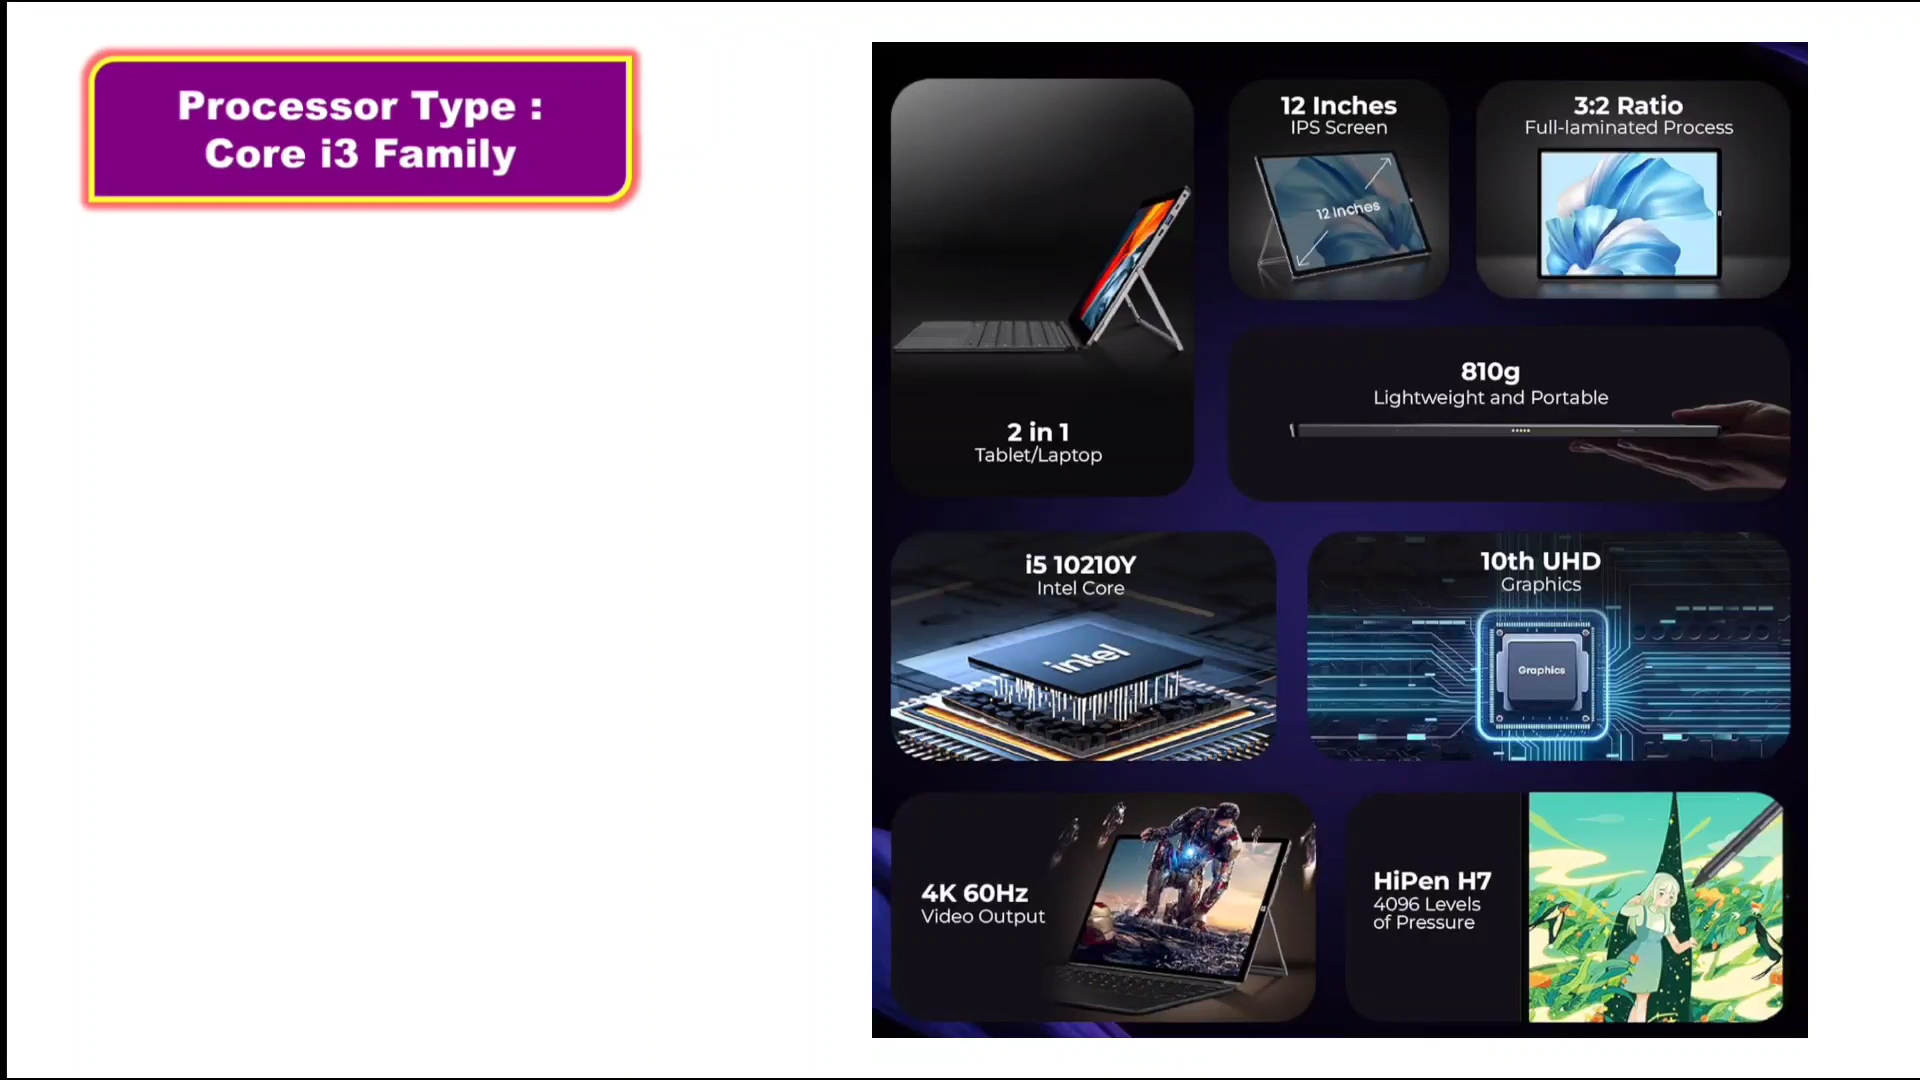 Processor Type :
Core i3 Family
12 Inches
IPS Screen
12 Inches
3:2 Ratio
Full-laminated Process
2 in 1
Tablet/Laptop
810g
Lightweight and Portable
i5 10210Y
Intel Core
intel
10th UHD
Graphics
Graphics
4K 60Hz
Video Output
HiPen H7
4096 Levels
of Pressure